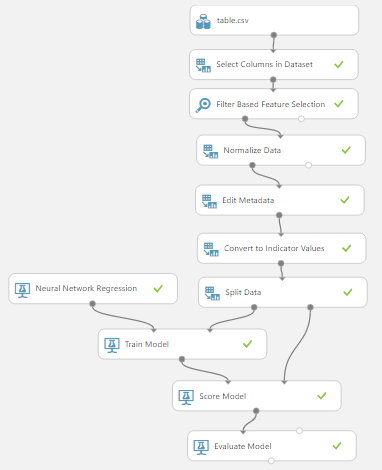 table.csv
Select Columns in Dataset
Filter Based Feature Selection
Normalize Data
Edit Metadata
Convert to Indicator Values
Neural Network Regression
Split Data
Train Model
Score Model
Evaluate Model